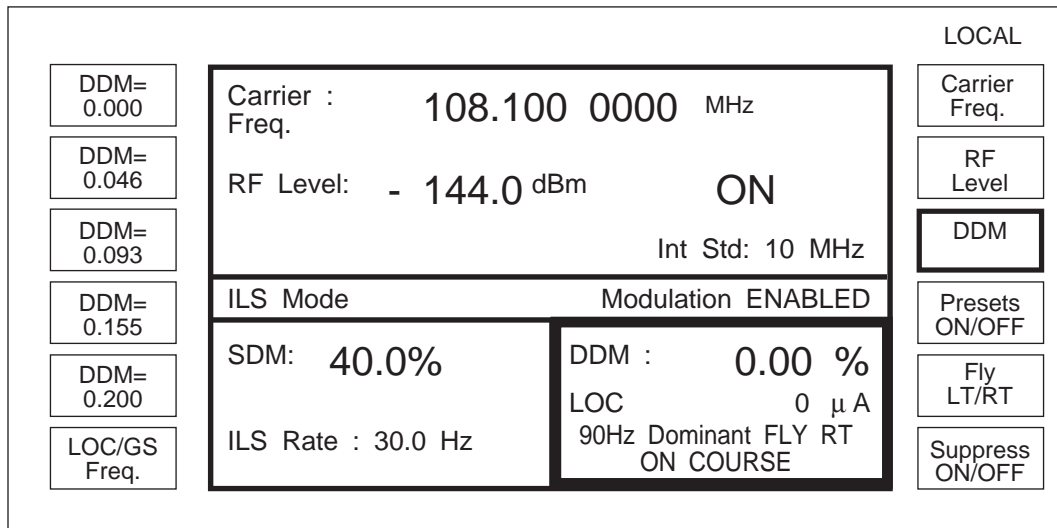 LOCAL
DDM=
0.000
DDM=
0.046
DDM=
0.093
DDM=
0.155
DDM=
0.200
LOC/GS
Freq.
Carrier :
Freq.
108.100 0000 MHz
RF Level: - 144.0 dBm ON
Int Std: 10 MHz
ILS Mode Modulation ENABLED
SDM: 40.0%
ILS Rate : 30.0 Hz
DDM : 0.00 %
LOC 0 μA
90Hz Dominant FLY RT
ON COURSE
Carrier
Freq.
RF
Level
DDM
Presets
ON/OFF
Fly
LT/RT
Suppress
ON/OFF